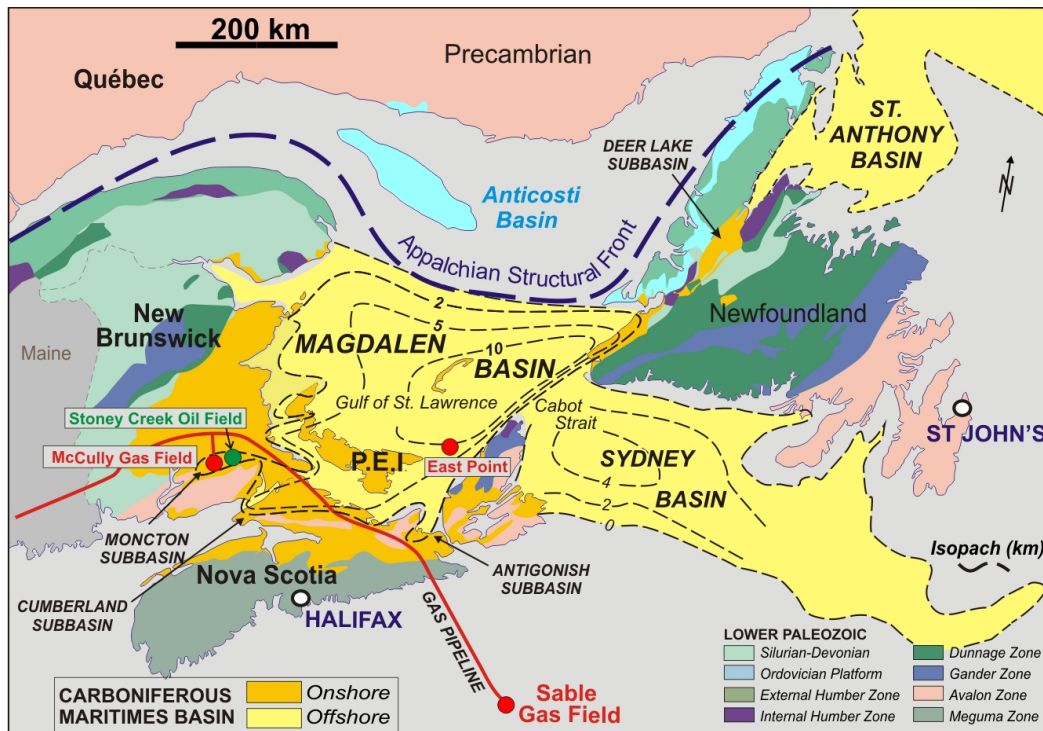 200 km
Precambrian
Québec
ST.
ANTHONY
BASIN
DEER LAKE
SUBBASIN
N
Anticosti
Basin
Appalchian Structural Front
New
Brunswick
Maine
2
5
10
MAGDALEN
BASIN
Newfoundland
Gulf of St. Lawrence
Cabot
Strait
Stoney Creek Oil Field
McCully Gas Field
P.E.I
East Point
ST JOHN'S
SYDNEY
BASIN
4
2
0
MONCTON
SUBBASIN
Isopach (km)
Nova Scotia
ANTIGONISH
SUBBASIN
CUMBERLAND
SUBBASIN
HALIFAX
GAS PIPELINE
Sable
Gas Field
CARBONIFEROUS
MARITIMES BASIN
Onshore
Offshore
LOWER PALEOZOIC
Silurian-Devonian
Ordovician Platform
External Humber Zone
Internal Humber Zone
Dunnage Zone
Gander Zone
Avalon Zone
Meguma Zone